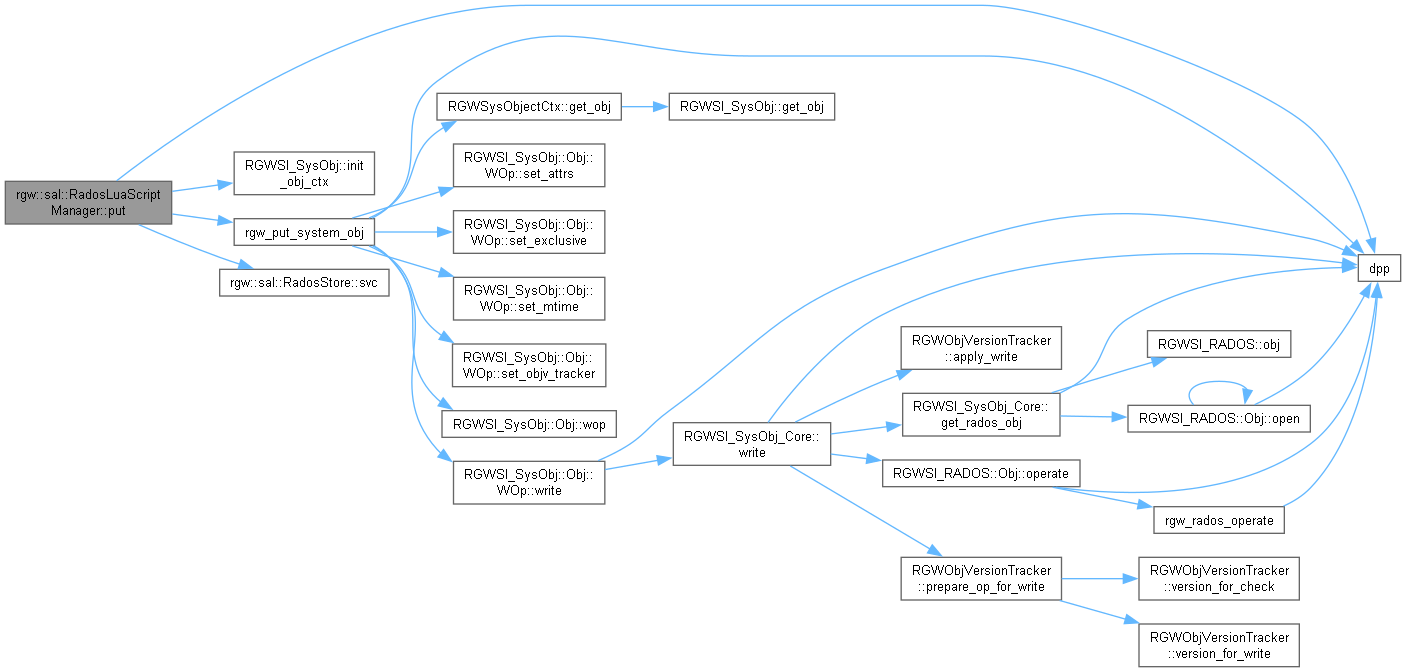 rgw::sal::RadosLuaScript
Manager::put
RGWSI_SysObj::init
_obj_ctx
rgw_put_system_obj
rgw::sal::RadosStore::svc
RGWSysObjectCtx::get_obj
RGWSI_SysObj::get_obj
RGWSI_SysObj::Obj::
WOp::set_attrs
RGWSI_SysObj::Obj::
WOp::set_exclusive
RGWSI_SysObj::Obj::
WOp::set_mtime
RGWSI_SysObj::Obj::
WOp::set_objv_tracker
RGWSI_SysObj::Obj::wop
RGWSI_SysObj::Obj::
WOp::write
RGWSI_SysObj_Core::
write
RGWObjVersionTracker
::apply_write
RGWSI_SysObj_Core::
get_rados_obj
RGWSI_RADOS::Obj::operate
RGWObjVersionTracker
::prepare_op_for_write
RGWSI_RADOS::obj
RGWSI_RADOS::Obj::open
rgw_rados_operate
RGWObjVersionTracker
::version_for_check
RGWObjVersionTracker
::version_for_write
dpp